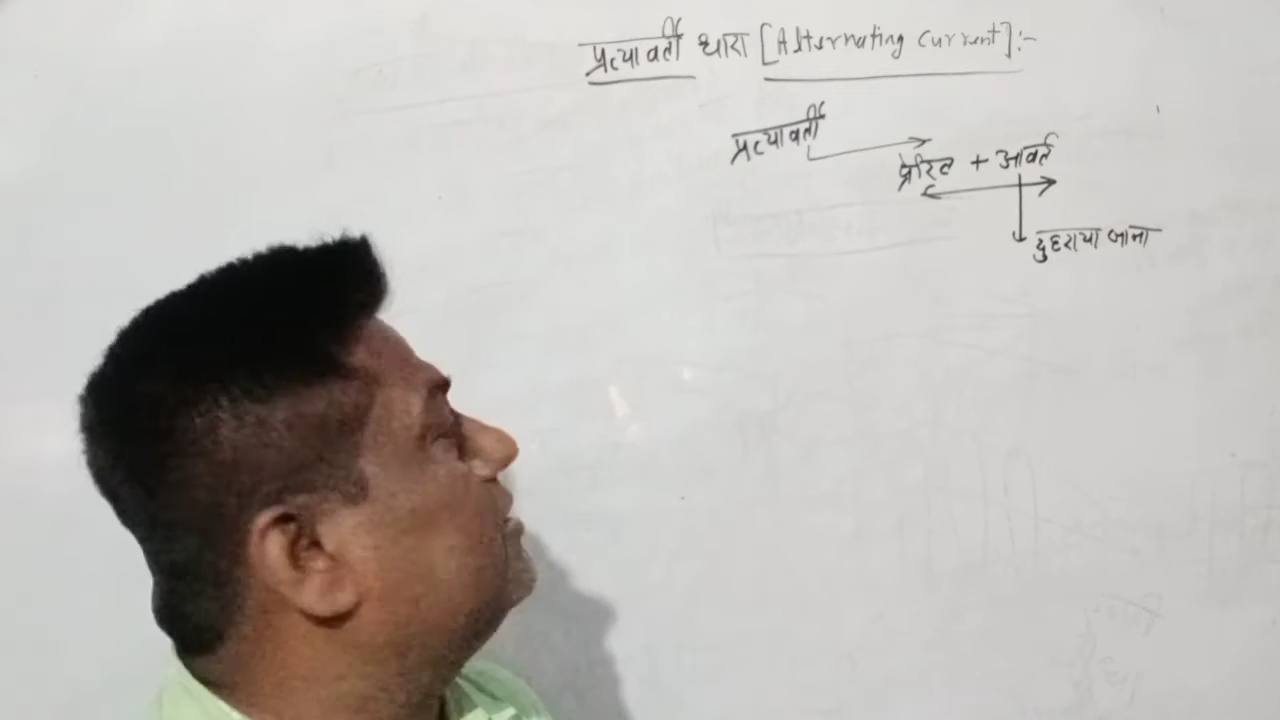 प्रत्यावर्ती धारा [Alternating Current]:-
प्रत्यावर्ती
प्रेरित + आवर्त
दुहराया जाना